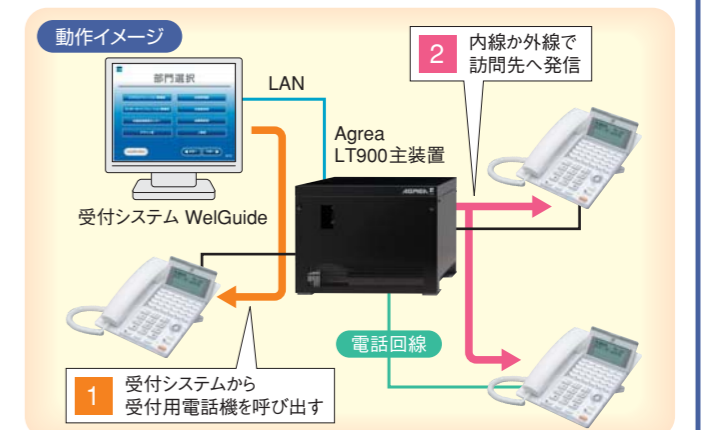 動作イメージ
部門選択
LAN
2
内線か外線で
訪問先へ発信
Agrea
LT900主装置
AGREA
受付システム WelGuide
電話回線
1
受付システムから
受付用電話機を呼び出す